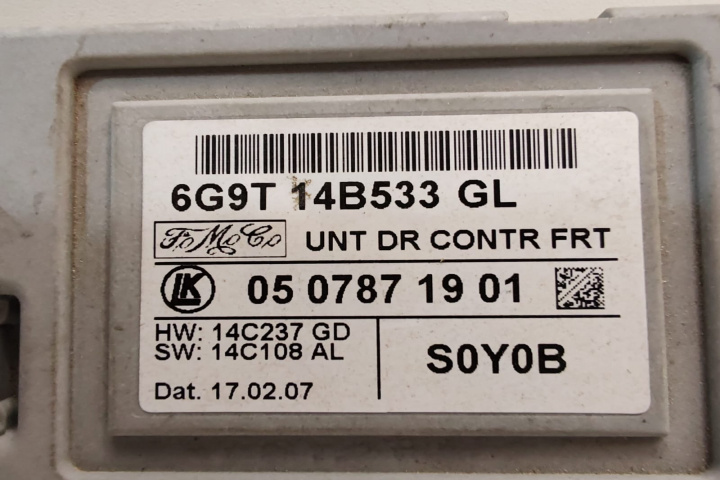 6G9T 14B533 GL
FoMoCo UNT DR CONTR FRT
LK 05 0787 19 01
HW: 14C237 GD
SW: 14C108 AL
S0Y0B
Dat. 17.02.07